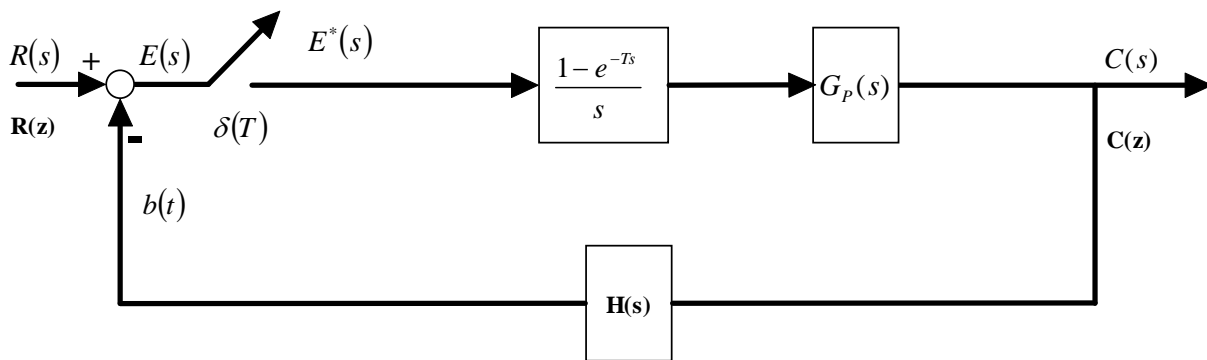 R(s)
+
E(s)
E*(s)
1 − e^{−Ts}
s
G_P(s)
C(s)
R(z)
-
δ(T)
C(z)
b(t)
H(s)